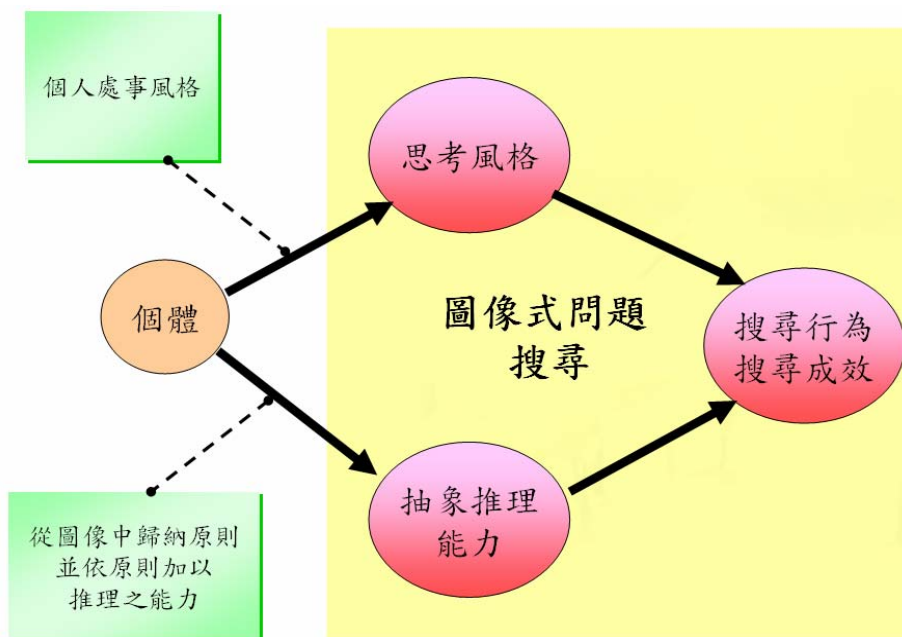 個人處事風格
思考風格
個體
圖像式問題
搜尋
搜尋行為
搜尋成效
抽象推理
能力
從圖像中歸納原則
並依原則加以
推理之能力